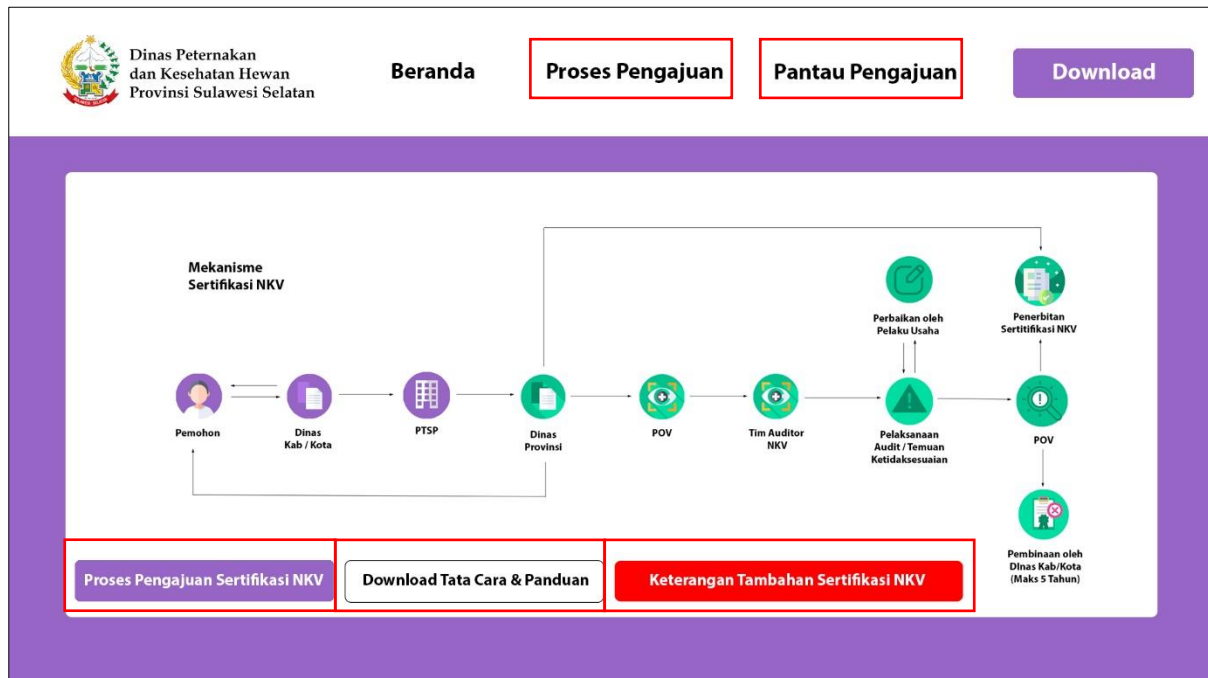 Dinas Peternakan
dan Kesehatan Hewan
Provinsi Sulawesi Selatan
Beranda
Proses Pengajuan
Pantau Pengajuan
Download
Mekanisme
Sertifikasi NKV
Perbaikan oleh
Pelaku Usaha
Penerbitan
Sertitifikasi NKV
Pemohon
Dinas
Kab / Kota
PTSP
Dinas
Provinsi
POV
Tim Auditor
NKV
Pelaksanaan
Audit / Temuan
Ketidaksesuaian
POV
Pembinaan oleh
DInas Kab/Kota
(Maks 5 Tahun)
Proses Pengajuan Sertifikasi NKV
Download Tata Cara & Panduan
Keterangan Tambahan Sertifikasi NKV